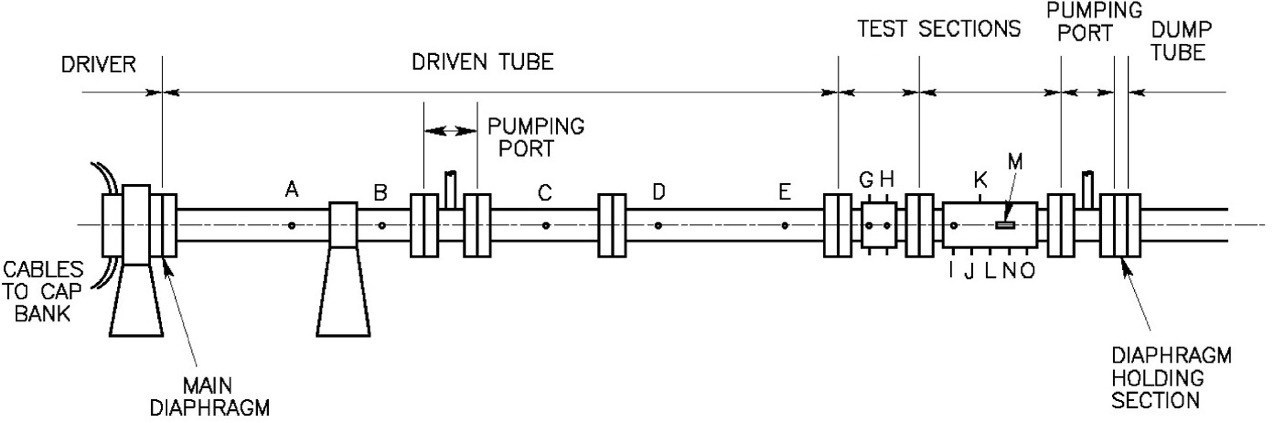 PUMPING
PORT
DUMP
TUBE
TEST SECTIONS
DRIVER
DRIVEN TUBE
PUMPING
PORT
M
A
B
C
D
E
G H
K
I J L N O
CABLES
TO CAP
BANK
MAIN
DIAPHRAGM
DIAPHRAGM
HOLDING
SECTION